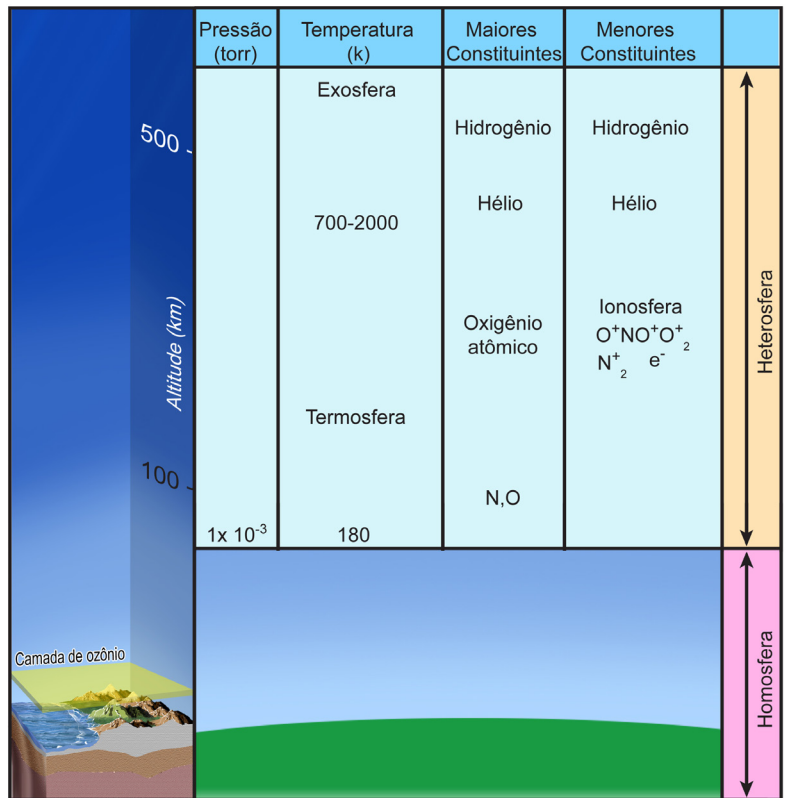 Pressão
(torr)
Temperatura
(k)
Maiores
Constituintes
Menores
Constituintes
Exosfera
500
Hidrogênio
Hidrogênio
Hélio
Hélio
700-2000
Altitude (km)
Ionosfera
Oxigênio
atômico
O⁺NO⁺O⁺₂
N⁺₂ e⁻
Heterosfera
Termosfera
100
N,O
1x 10⁻³
180
Camada de ozônio
Homosfera